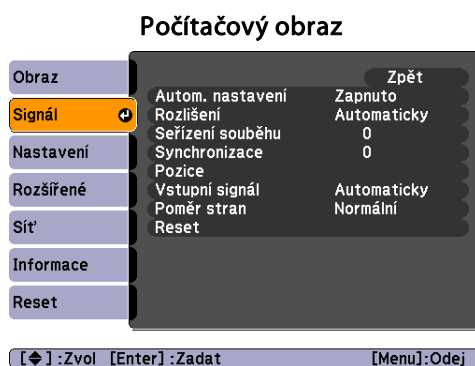 Počítačový obraz
Obraz
Signál
Nastavení
Rozšířené
Síť
Informace
Reset
Zpět
Autom. nastavení Zapnuto
Rozlišení Automaticky
Seřízení souběhu 0
Synchronizace 0
Pozice
Vstupní signál Automaticky
Poměr stran Normální
Reset
[◆] :Zvol [Enter] :Zadat [Menu]:Odej